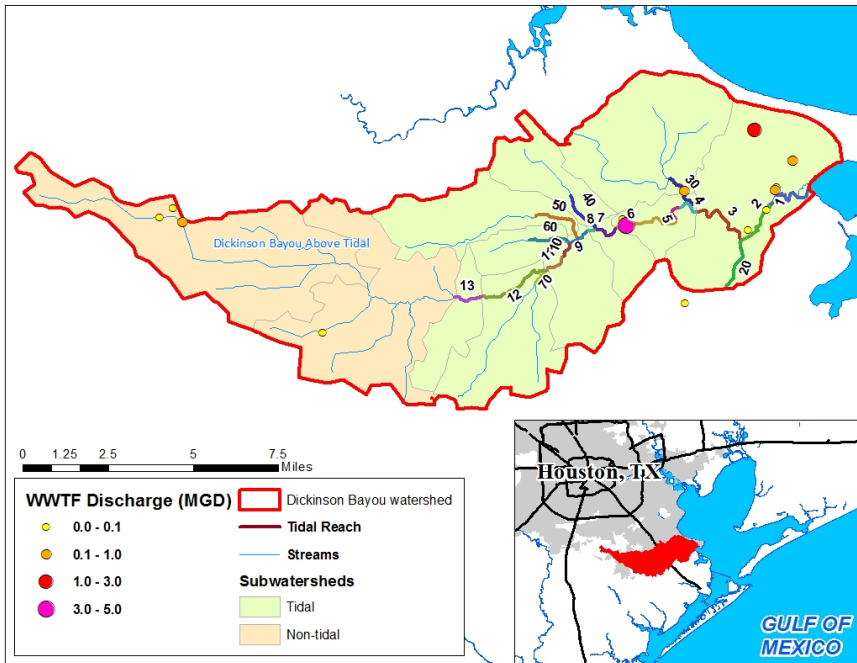 30
40
50
4
2
1
6
8
7
5
3
60
9
20
Dickinson Bayou Above Tidal
70
13
12
0 1.25 2.5 5 7.5
Miles
WWTF Discharge (MGD)
0.0 - 0.1
0.1 - 1.0
1.0 - 3.0
3.0 - 5.0
Dickinson Bayou watershed
Tidal Reach
Streams
Subwatersheds
Tidal
Non-tidal
Houston, TX
GULF OF
MEXICO